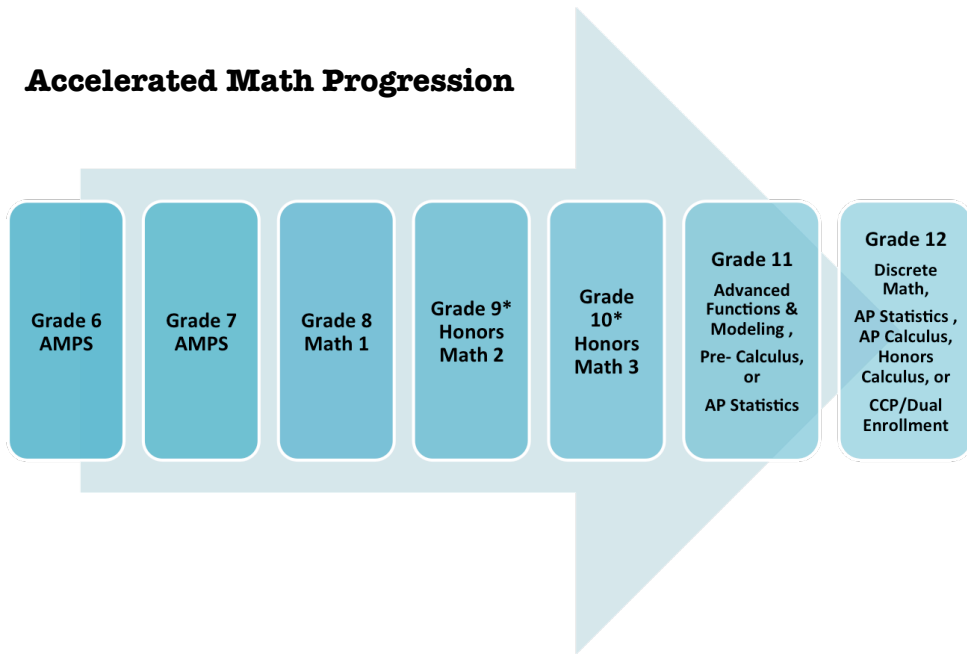 Accelerated Math Progression
Grade 6
AMPS
Grade 7
AMPS
Grade 8
Math 1
Grade 9*
Honors
Math 2
Grade
10*
Honors
Math 3
Grade 11
Advanced
Functions &
Modeling ,
Pre- Calculus,
or
AP Statistics
Grade 12
Discrete
Math,
AP Statistics ,
AP Calculus,
Honors
Calculus, or
CCP/Dual
Enrollment